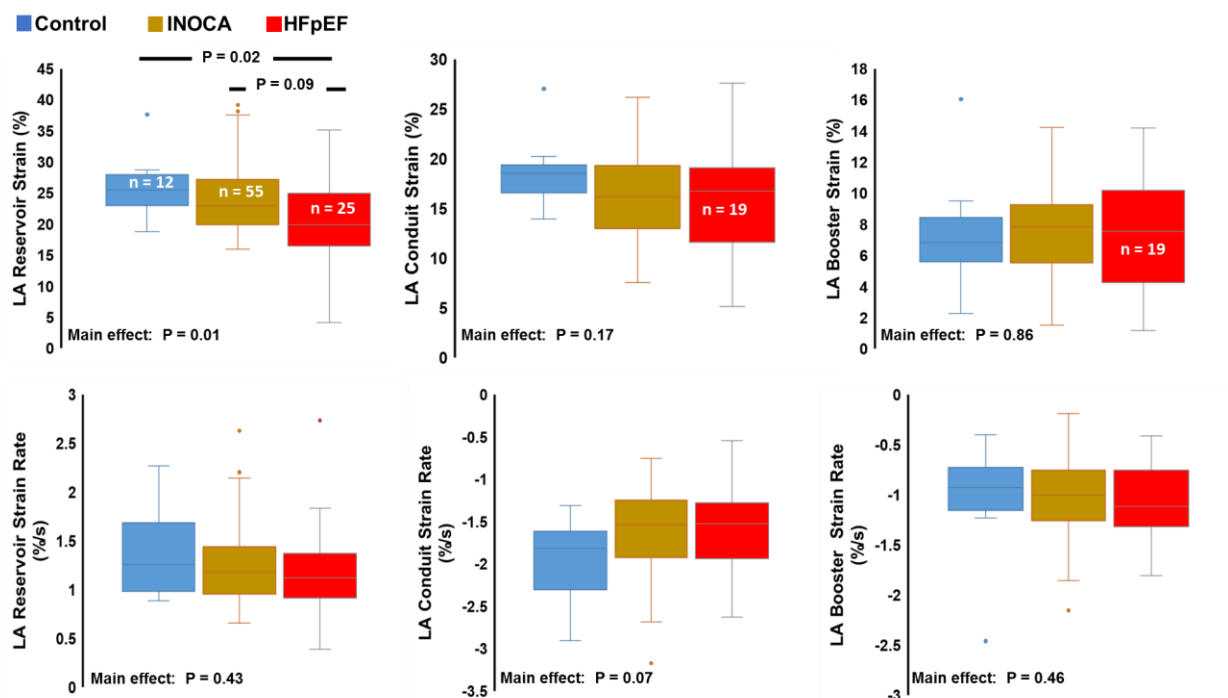 Control INOCA HFpEF
P = 0.02
P = 0.09
LA Reservoir Strain (%)
45
40
35
30
25
20
15
10
5
0
n = 12
n = 55
n = 25
Main effect: P = 0.01
LA Conduit Strain (%)
30
25
20
15
10
5
0
n = 19
Main effect: P = 0.17
LA Booster Strain (%)
18
16
14
12
10
8
6
4
2
0
n = 19
Main effect: P = 0.86
LA Reservoir Strain Rate
(%/s)
3
2.5
2
1.5
1
0.5
0
Main effect: P = 0.43
LA Conduit Strain Rate
(%/s)
0
-0.5
-1
-1.5
-2
-2.5
-3
-3.5
Main effect: P = 0.07
LA Booster Strain Rate
(%/s)
0
-0.5
-1
-1.5
-2
-2.5
-3
Main effect: P = 0.46